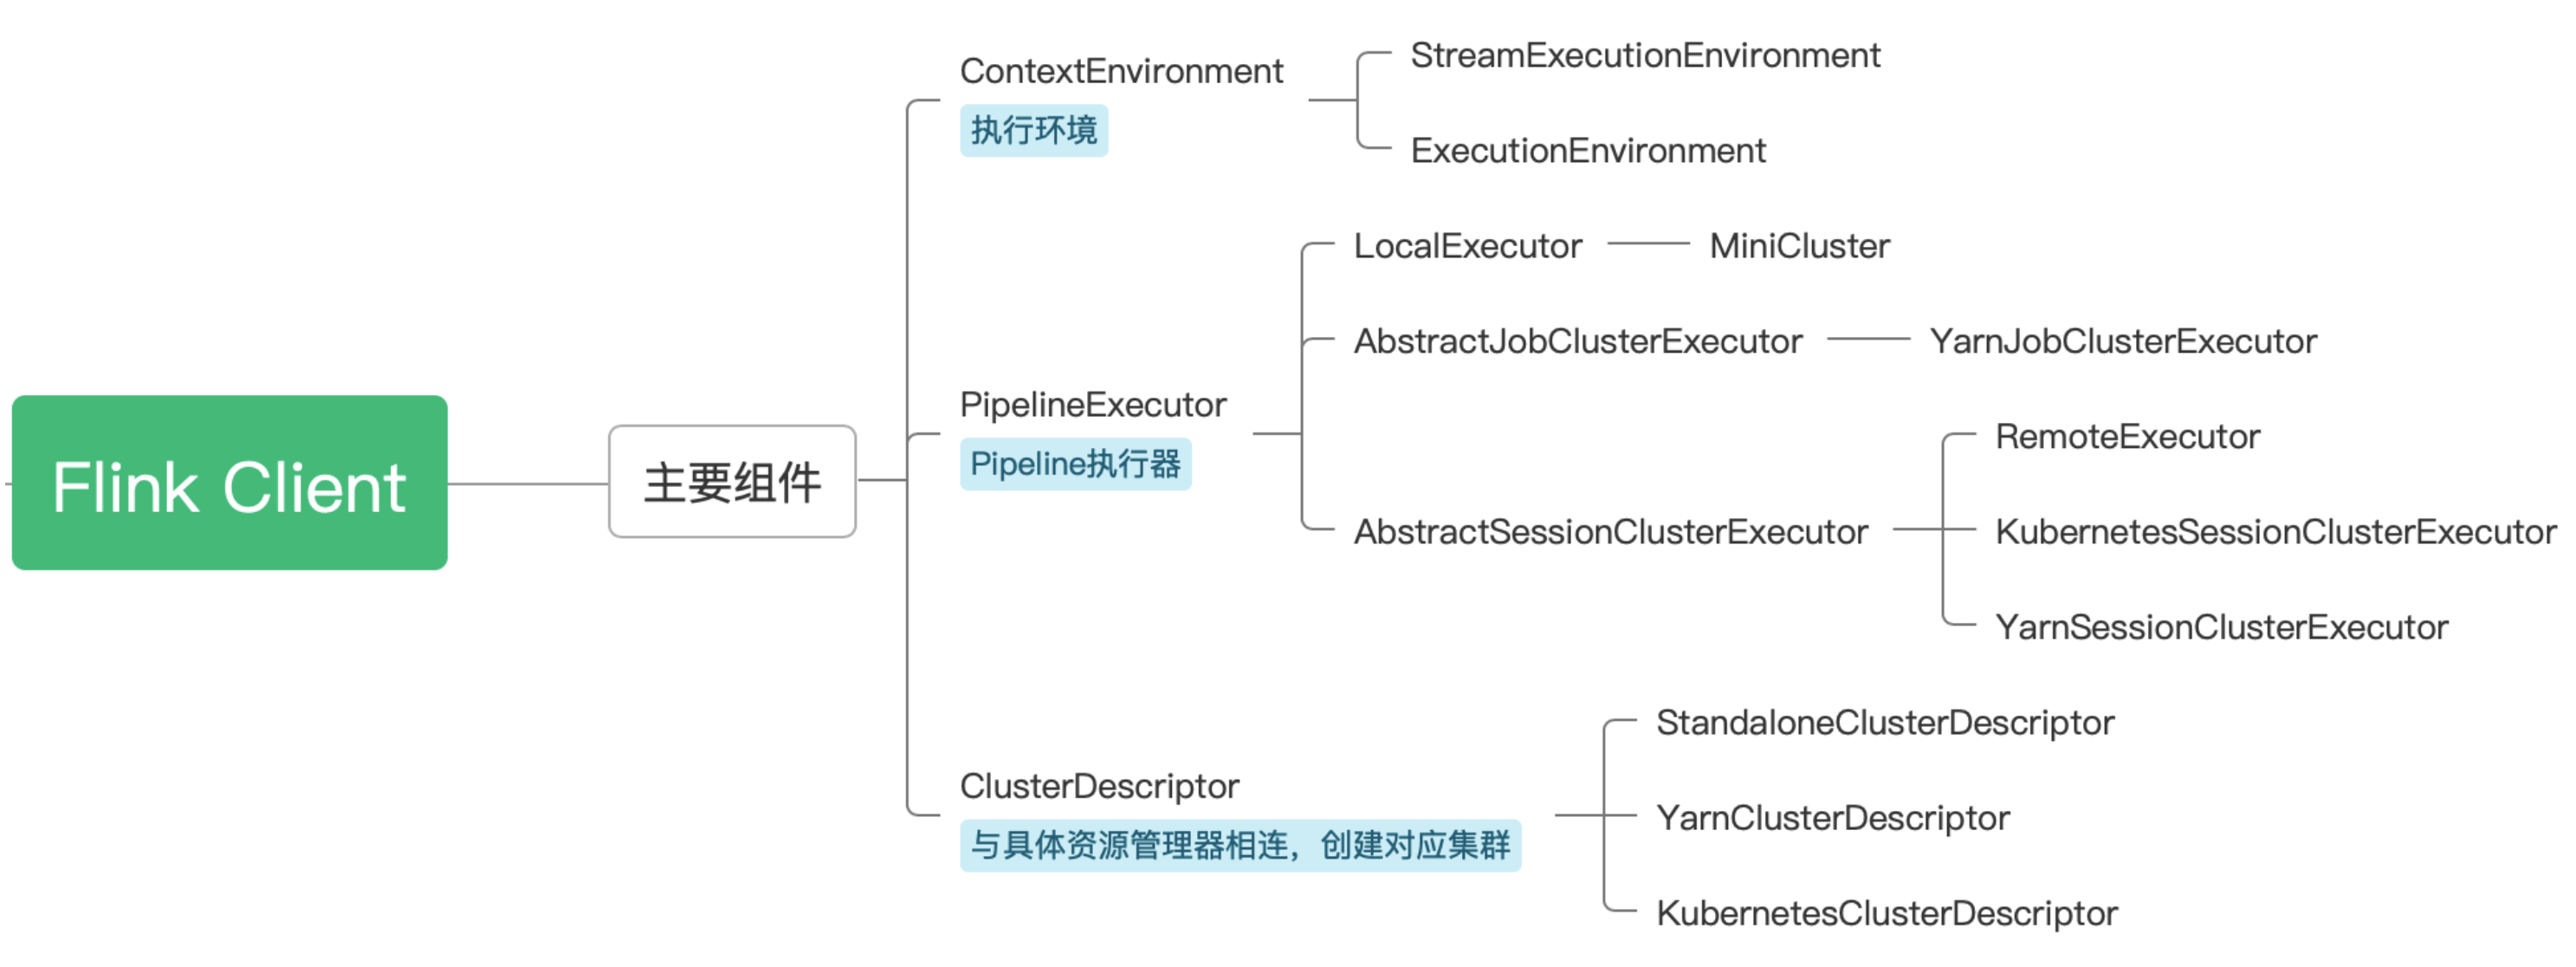 Flink Client
主要组件
ContextEnvironment
执行环境
StreamExecutionEnvironment
ExecutionEnvironment
PipelineExecutor
Pipeline执行器
LocalExecutor
MiniCluster
AbstractJobClusterExecutor
YarnJobClusterExecutor
AbstractSessionClusterExecutor
RemoteExecutor
KubernetesSessionClusterExecutor
YarnSessionClusterExecutor
ClusterDescriptor
与具体资源管理器相连，创建对应集群
StandaloneClusterDescriptor
YarnClusterDescriptor
KubernetesClusterDescriptor